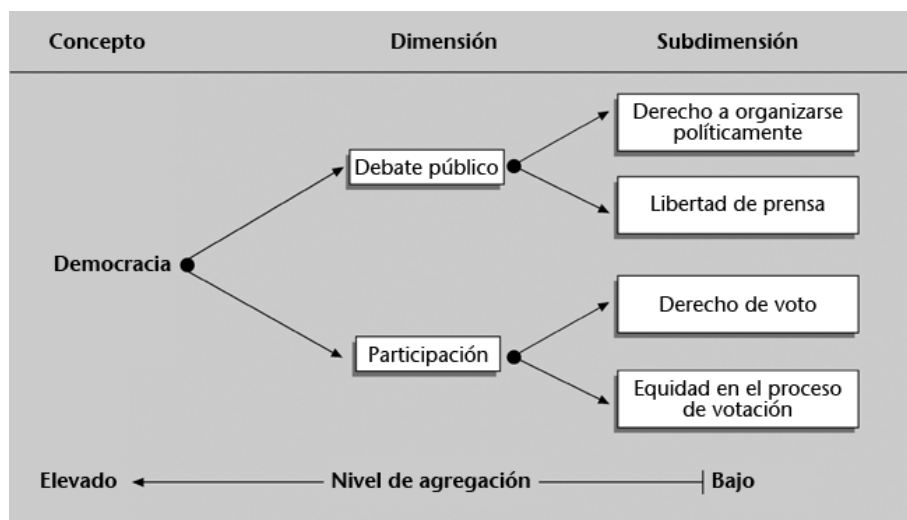 Concepto Dimensión Subdimensión
Derecho a organizarse
políticamente
Debate público
Libertad de prensa
Democracia
Derecho de voto
Participación
Equidad en el proceso
de votación
Elevado Nivel de agregación Bajo